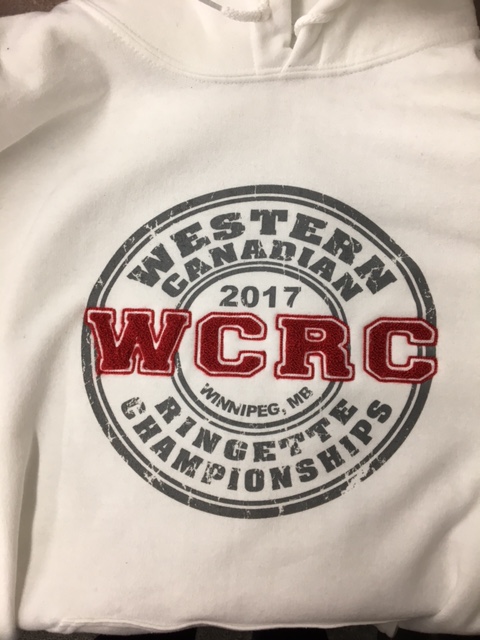 WESTERN
CANADIAN
2017
WCRC
WINNIPEG, MB
RINGETTE
CHAMPIONSHIPS